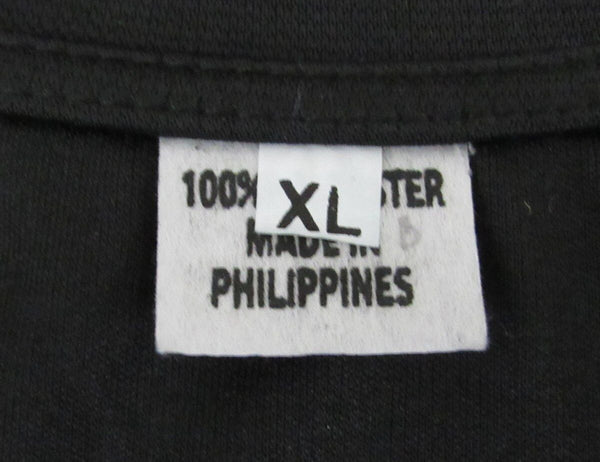 100% STER
XL
MADE IN
PHILIPPINES